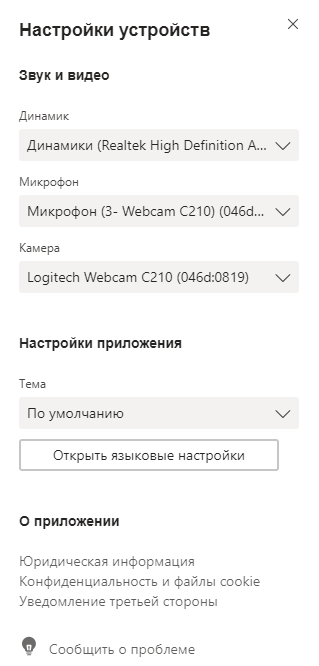 Настройки устройств
Звук и видео
Динамик
Динамики (Realtek High Definition A...
Микрофон
Микрофон (3- Webcam C210) (046d...
Камера
Logitech Webcam C210 (046d:0819)
Настройки приложения
Тема
По умолчанию
Открыть языковые настройки
О приложении
Юридическая информация
Конфиденциальность и файлы cookie
Уведомление третьей стороны
Сообщить о проблеме